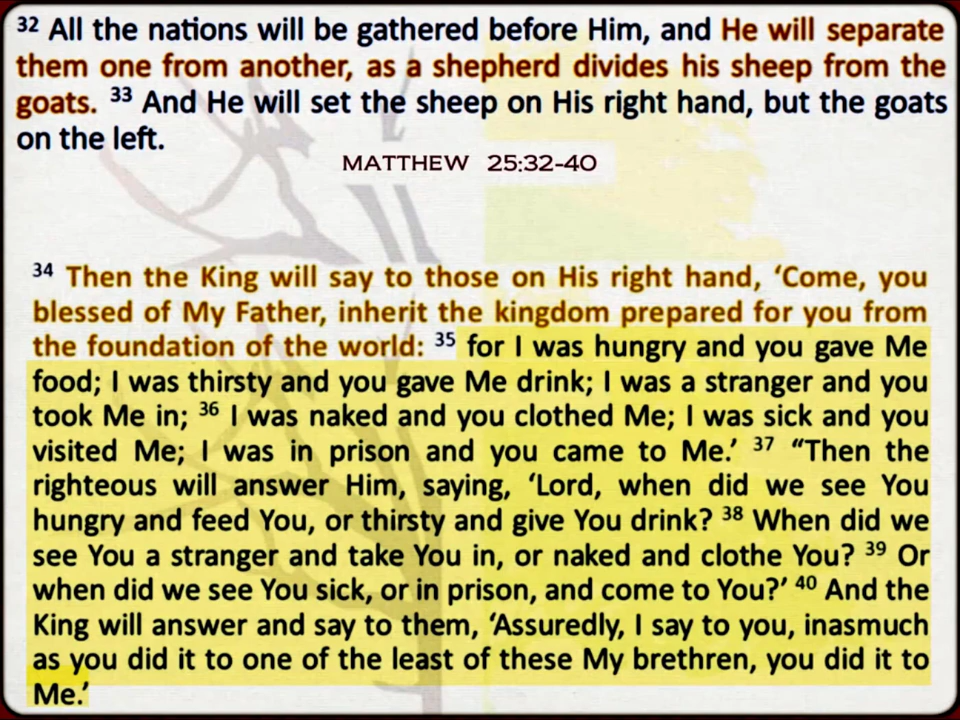 32 All the nations will be gathered before Him, and He will separate
them one from another, as a shepherd divides his sheep from the
goats. 33 And He will set the sheep on His right hand, but the goats
on the left.
MATTHEW 25:32-40
34 Then the King will say to those on His right hand, ‘Come, you
blessed of My Father, inherit the kingdom prepared for you from
the foundation of the world: 35 for I was hungry and you gave Me
food; I was thirsty and you gave Me drink; I was a stranger and you
took Me in; 36 I was naked and you clothed Me; I was sick and you
visited Me; I was in prison and you came to Me.’ 37 “Then the
righteous will answer Him, saying, ‘Lord, when did we see You
hungry and feed You, or thirsty and give You drink? 38 When did we
see You a stranger and take You in, or naked and clothe You? 39 Or
when did we see You sick, or in prison, and come to You?’ 40 And the
King will answer and say to them, ‘Assuredly, I say to you, inasmuch
as you did it to one of the least of these My brethren, you did it to
Me.’